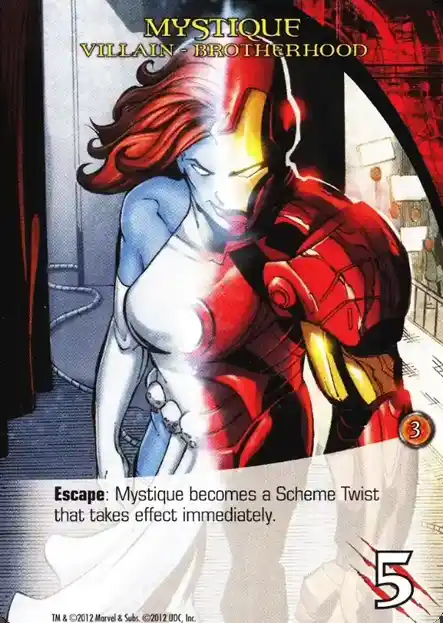 MYSTIQUE
VILLAIN - BROTHERHOOD
3
Escape: Mystique becomes a Scheme Twist
that takes effect immediately.
5
TM & ©2012 Marvel & Subs. ©2012 UDC, Inc.